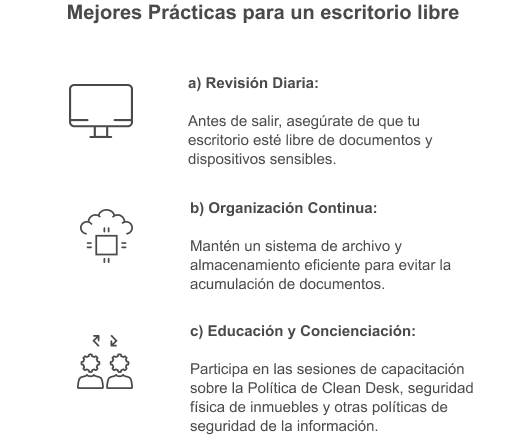 Mejores Prácticas para un escritorio libre
a) Revisión Diaria:
Antes de salir, asegúrate de que tu
escritorio esté libre de documentos y
dispositivos sensibles.
b) Organización Continua:
Mantén un sistema de archivo y
almacenamiento eficiente para evitar la
acumulación de documentos.
c) Educación y Concienciación:
Participa en las sesiones de capacitación
sobre la Política de Clean Desk, seguridad
física de inmuebles y otras políticas de
seguridad de la información.